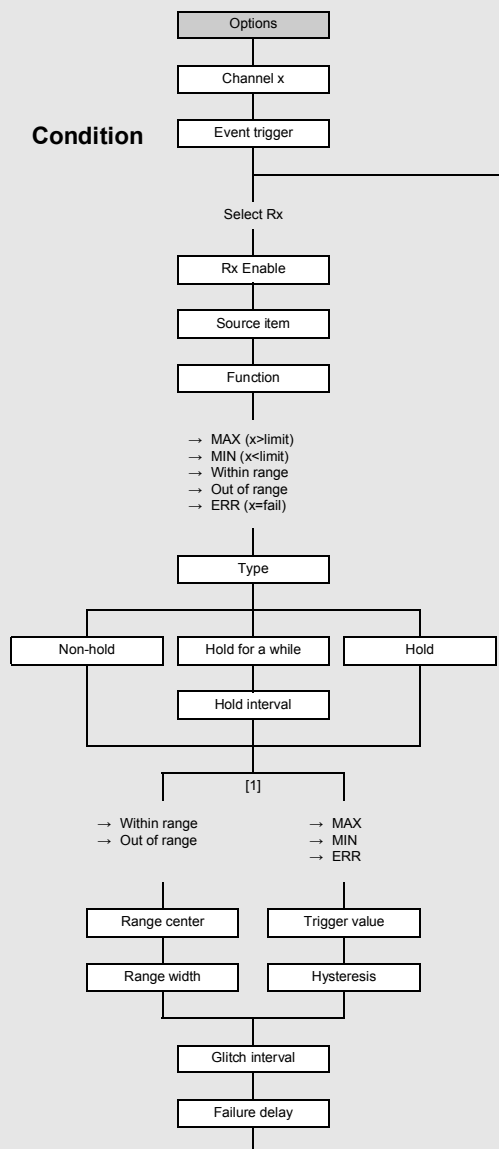 Options
Channel x
Condition
Event trigger
Select Rx
Rx Enable
Source item
Function
→ MAX (x>limit)
→ MIN (x<limit)
→ Within range
→ Out of range
→ ERR (x=fail)
Type
Non-hold
Hold for a while
Hold
Hold interval
[1]
→ Within range
→ Out of range
→ MAX
→ MIN
→ ERR
Range center
Trigger value
Range width
Hysteresis
Glitch interval
Failure delay